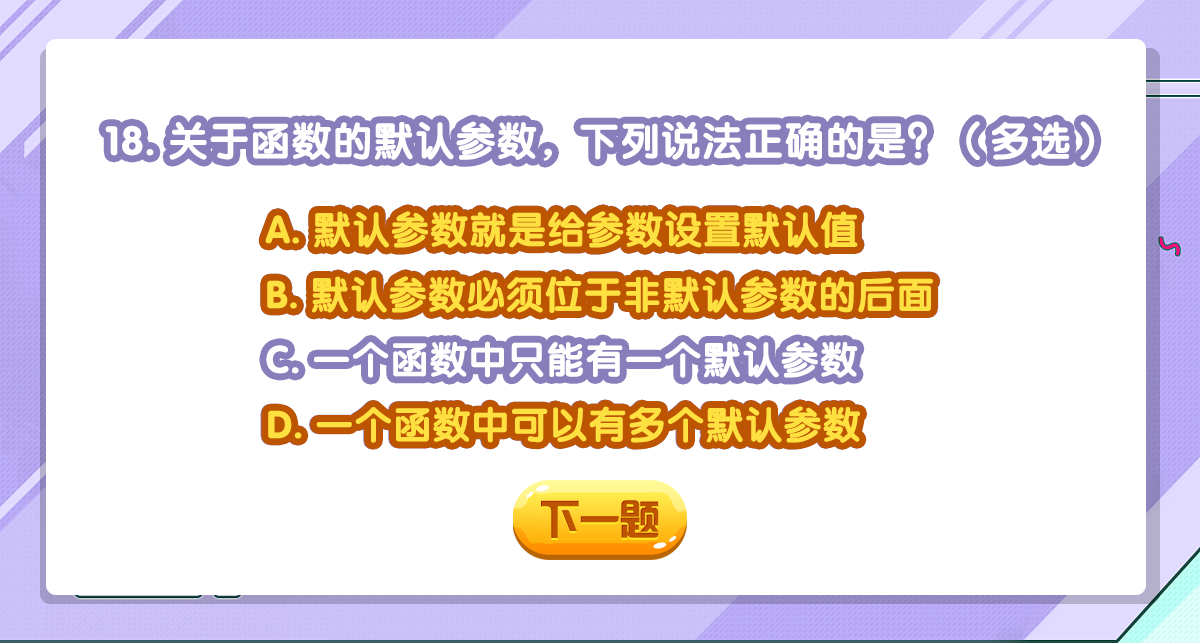 18. 关于函数的默认参数，下列说法正确的是？（多选）
A. 默认参数就是给参数设置默认值
B. 默认参数必须位于非默认参数的后面
C. 一个函数中只能有一个默认参数
D. 一个函数中可以有多个默认参数
下一题